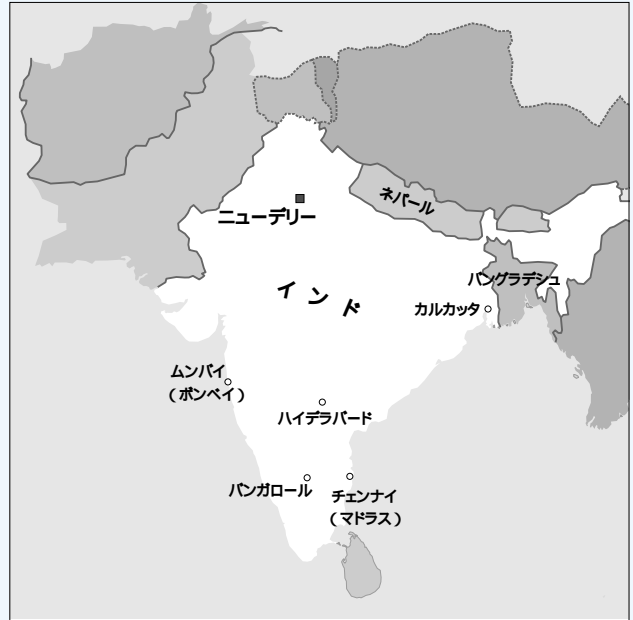 ネパール
ニューデリー
バングラデシュ
インド
カルカッタ
ムンバイ
(ボンベイ)
ハイデラバード
バンガロール
チェンナイ
(マドラス)